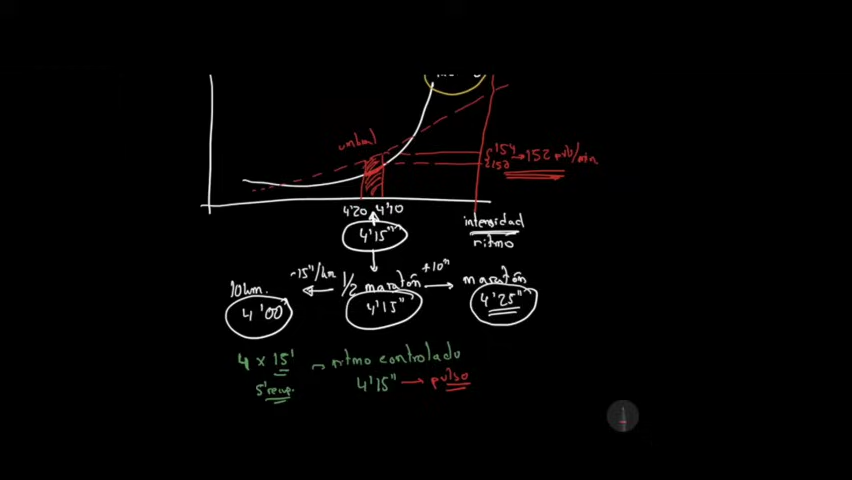 umbral
154
152
→ 152 pul/min.
4'20 4'10
4'15"
intensidad
ritmo
10km. -15"/km 1/2 maratón +10" maratón
4'00" 4'15" 4'25"
4 x 15' → ritmo controlado
5' recup. 4'15" → pulso